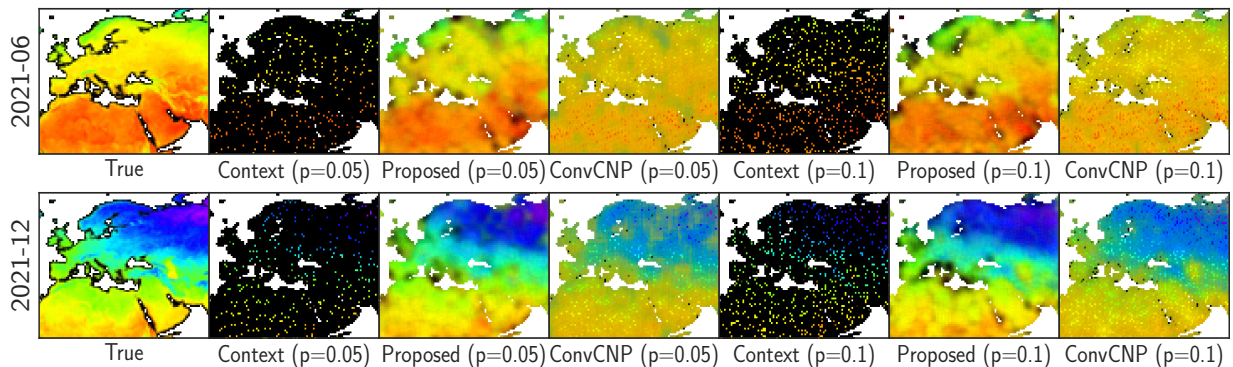 2021-06
True Context (p=0.05) Proposed (p=0.05) ConvCNP (p=0.05) Context (p=0.1) Proposed (p=0.1) ConvCNP (p=0.1)
2021-12
True Context (p=0.05) Proposed (p=0.05) ConvCNP (p=0.05) Context (p=0.1) Proposed (p=0.1) ConvCNP (p=0.1)